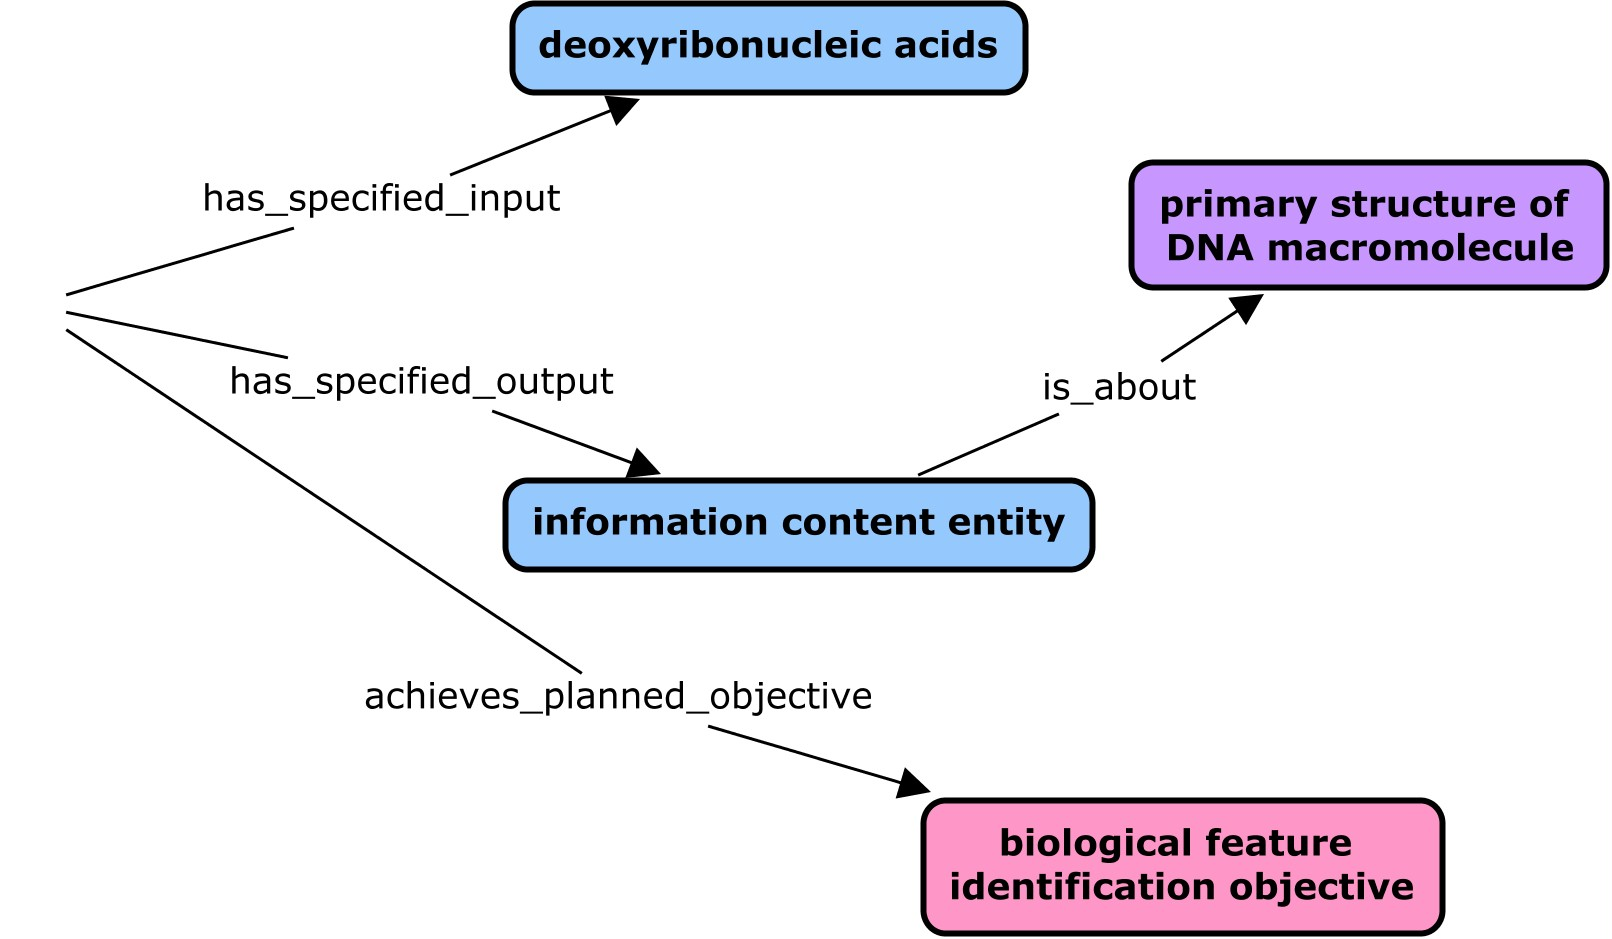 deoxyribonucleic acids
has_specified_input
primary structure of
DNA macromolecule
has_specified_output
is_about
information content entity
achieves_planned_objective
biological feature
identification objective